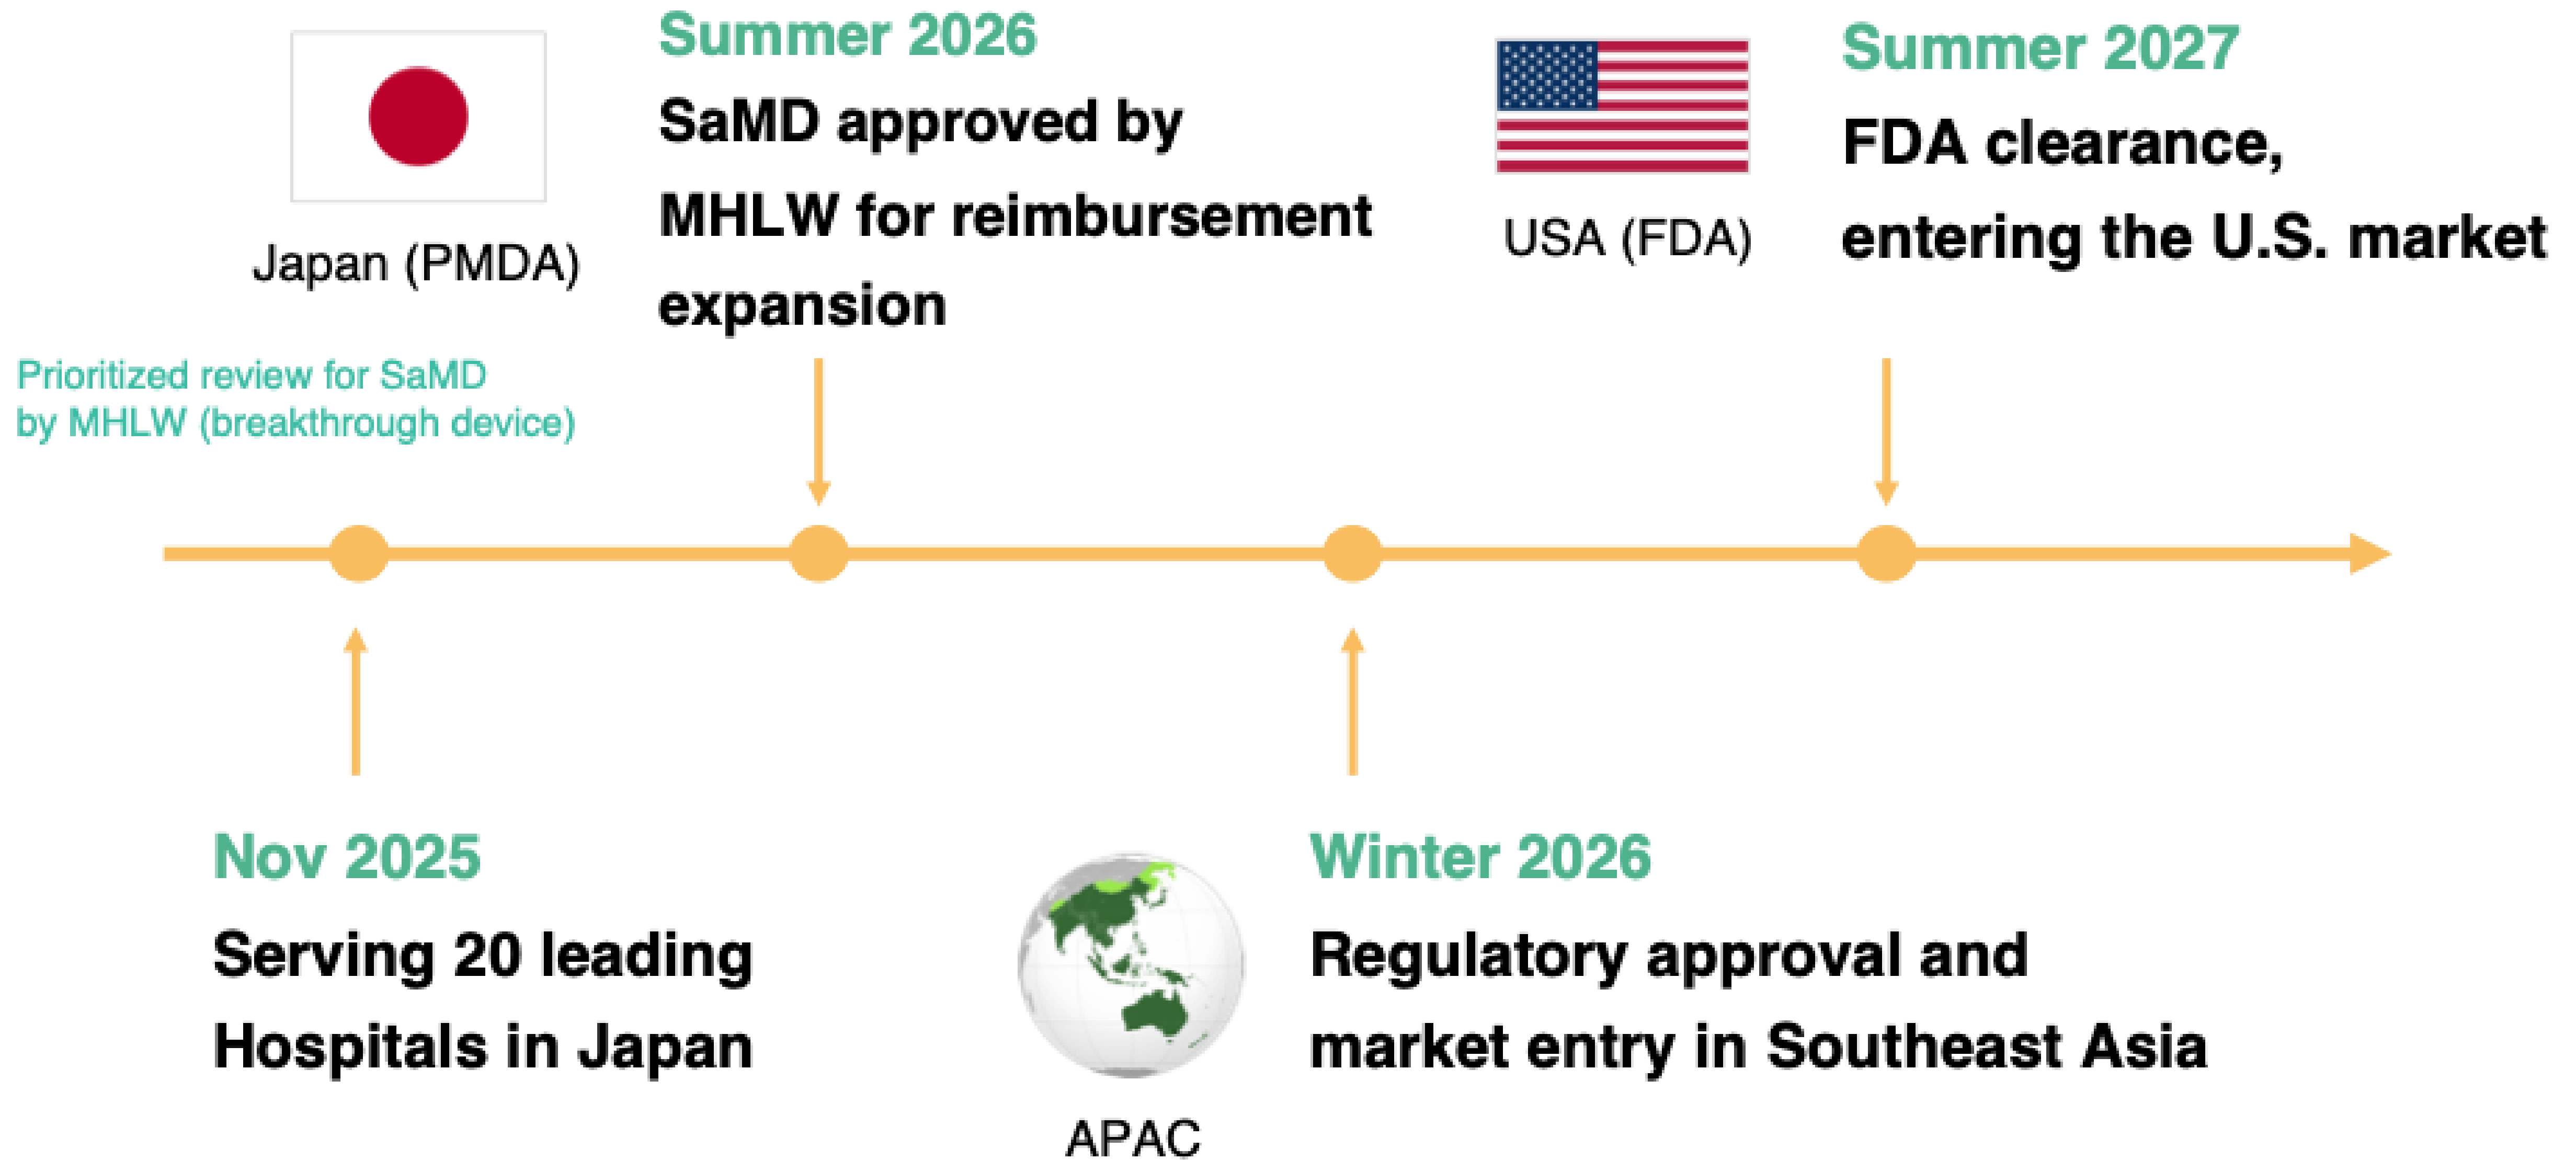 Japan (PMDA)
Prioritized review for SaMD
by MHLW (breakthrough device)
Summer 2026
SaMD approved by
MHLW for reimbursement
expansion
USA (FDA)
Summer 2027
FDA clearance,
entering the U.S. market
Nov 2025
Serving 20 leading
Hospitals in Japan
APAC
Winter 2026
Regulatory approval and
market entry in Southeast Asia